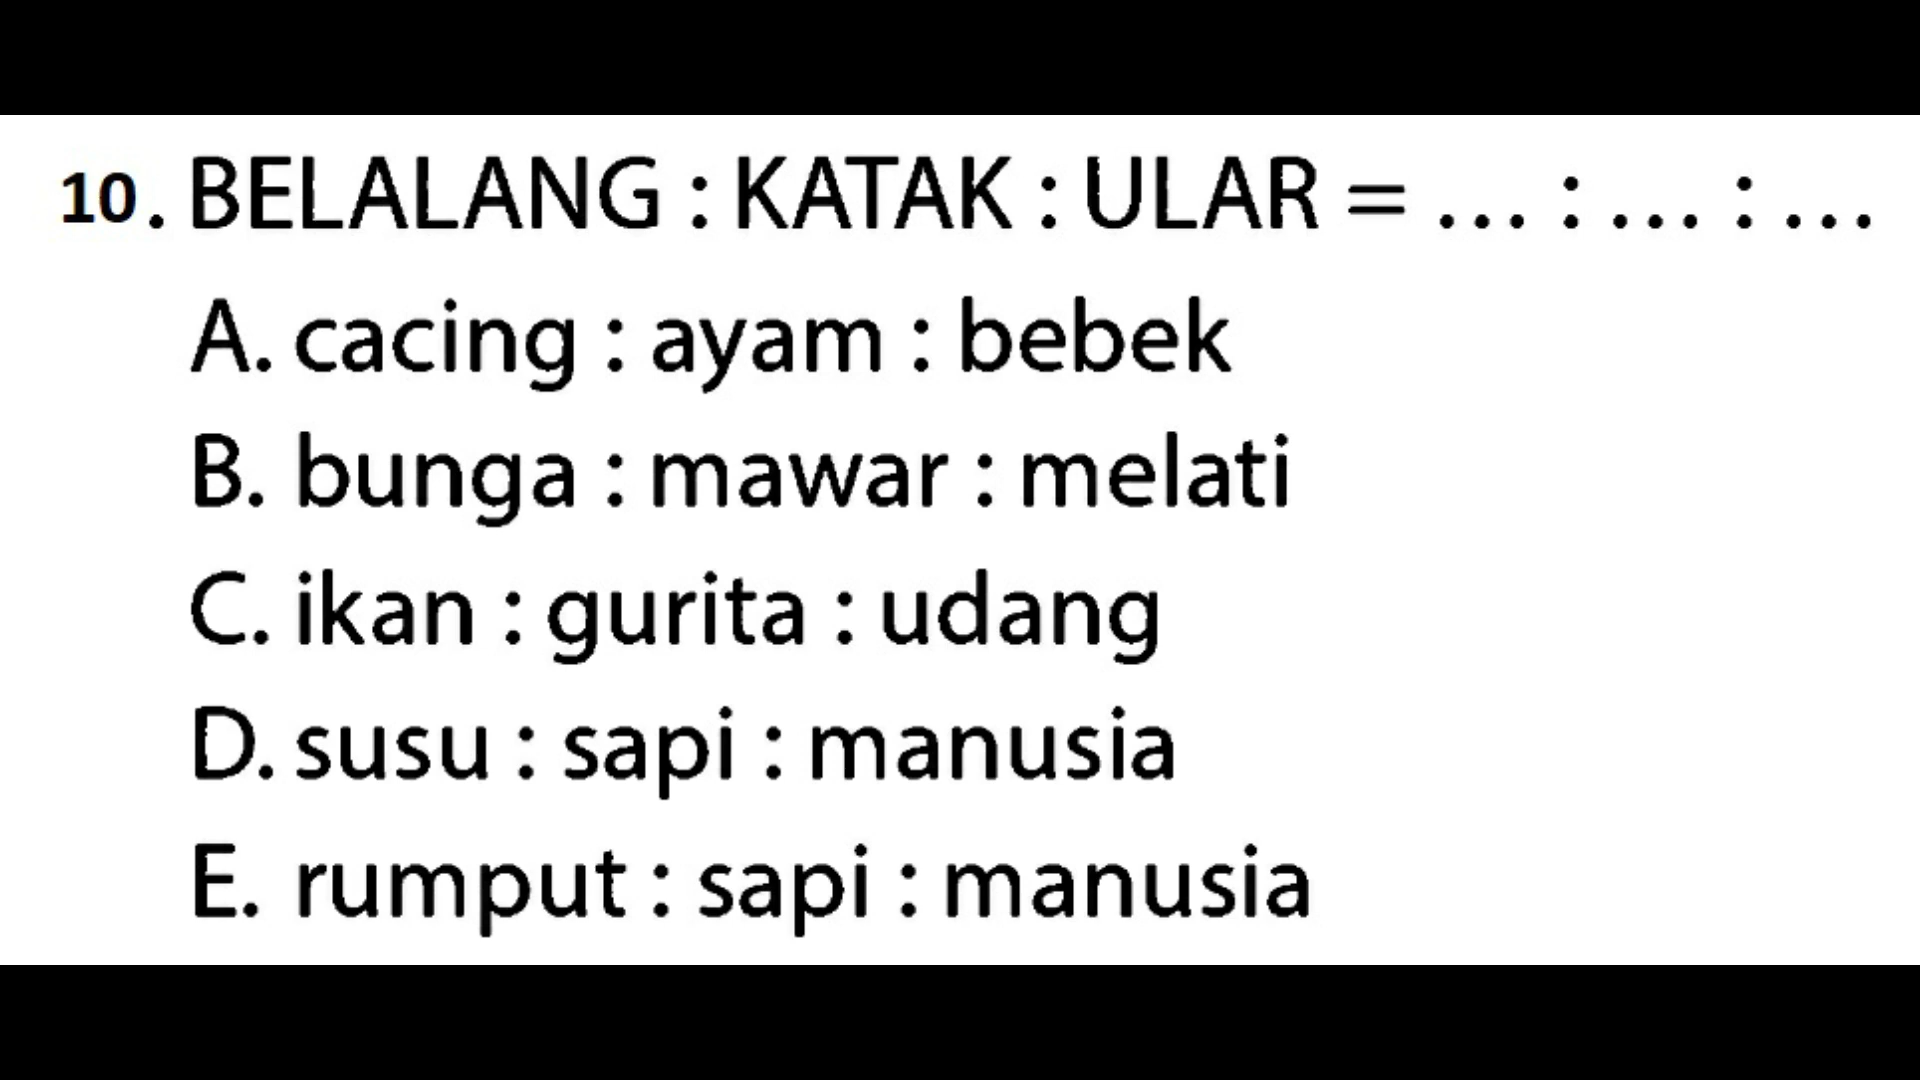 10. BELALANG : KATAK : ULAR = ... : ... : ...
A. cacing : ayam : bebek
B. bunga : mawar : melati
C. ikan : gurita : udang
D. susu : sapi : manusia
E. rumput : sapi : manusia